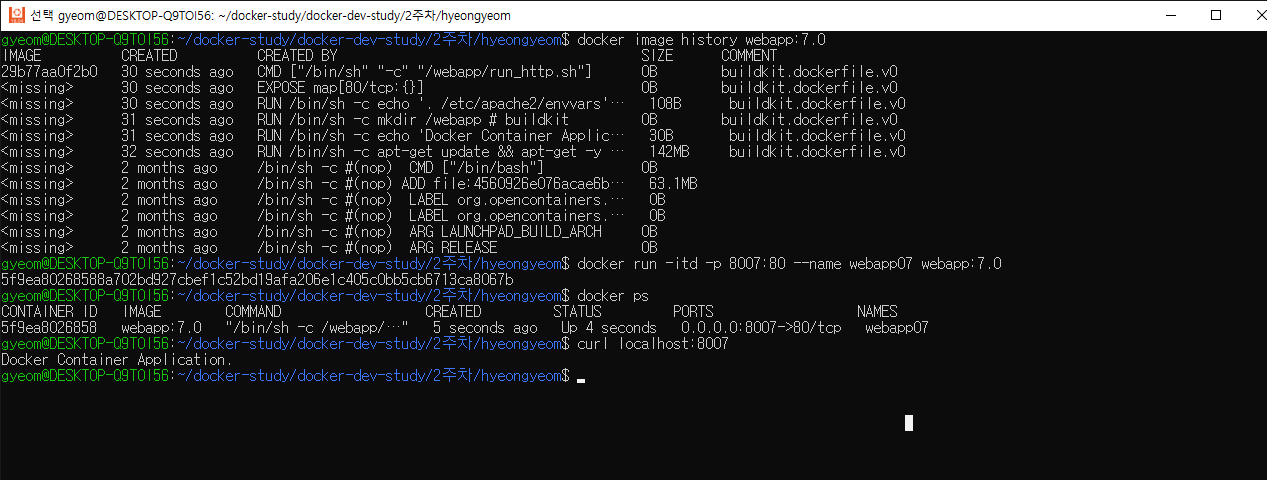 선택 gyeom@DESKTOP-Q9TOI56: ~/docker-study/docker-dev-study/2주차/hyeongyeom
gyeom@DESKTOP-Q9TOI56:~/docker-study/docker-dev-study/2주차/hyeongyeom$ docker image history webapp:7.0
IMAGE CREATED CREATED BY SIZE COMMENT
29b77aa0f2b0 30 seconds ago CMD ["/bin/sh" "-c" "/webapp/run_http.sh"] 0B buildkit.dockerfile.v0
<missing> 30 seconds ago EXPOSE map[80/tcp:{}] 0B buildkit.dockerfile.v0
<missing> 30 seconds ago RUN /bin/sh -c echo '. /etc/apache2/envvars'… 108B buildkit.dockerfile.v0
<missing> 31 seconds ago RUN /bin/sh -c mkdir /webapp # buildkit 0B buildkit.dockerfile.v0
<missing> 31 seconds ago RUN /bin/sh -c echo 'Docker Container Applic… 30B buildkit.dockerfile.v0
<missing> 32 seconds ago RUN /bin/sh -c apt-get update && apt-get -y … 142MB buildkit.dockerfile.v0
<missing> 2 months ago /bin/sh -c #(nop) CMD ["/bin/bash"] 0B
<missing> 2 months ago /bin/sh -c #(nop) ADD file:4560926e076acae6b… 63.1MB
<missing> 2 months ago /bin/sh -c #(nop) LABEL org.opencontainers.… 0B
<missing> 2 months ago /bin/sh -c #(nop) LABEL org.opencontainers.… 0B
<missing> 2 months ago /bin/sh -c #(nop) ARG LAUNCHPAD_BUILD_ARCH 0B
<missing> 2 months ago /bin/sh -c #(nop) ARG RELEASE 0B
gyeom@DESKTOP-Q9TOI56:~/docker-study/docker-dev-study/2주차/hyeongyeom$ docker run -itd -p 8007:80 --name webapp07 webapp:7.0
5f9ea80268588a702bd927cbef1c52bd19afa206e1c405c0bb5cb6713ca8067b
gyeom@DESKTOP-Q9TOI56:~/docker-study/docker-dev-study/2주차/hyeongyeom$ docker ps
CONTAINER ID IMAGE COMMAND CREATED STATUS PORTS NAMES
5f9ea8026858 webapp:7.0 "/bin/sh -c /webapp/…" 5 seconds ago Up 4 seconds 0.0.0.0:8007->80/tcp webapp07
gyeom@DESKTOP-Q9TOI56:~/docker-study/docker-dev-study/2주차/hyeongyeom$ curl localhost:8007
Docker Container Application.
gyeom@DESKTOP-Q9TOI56:~/docker-study/docker-dev-study/2주차/hyeongyeom$